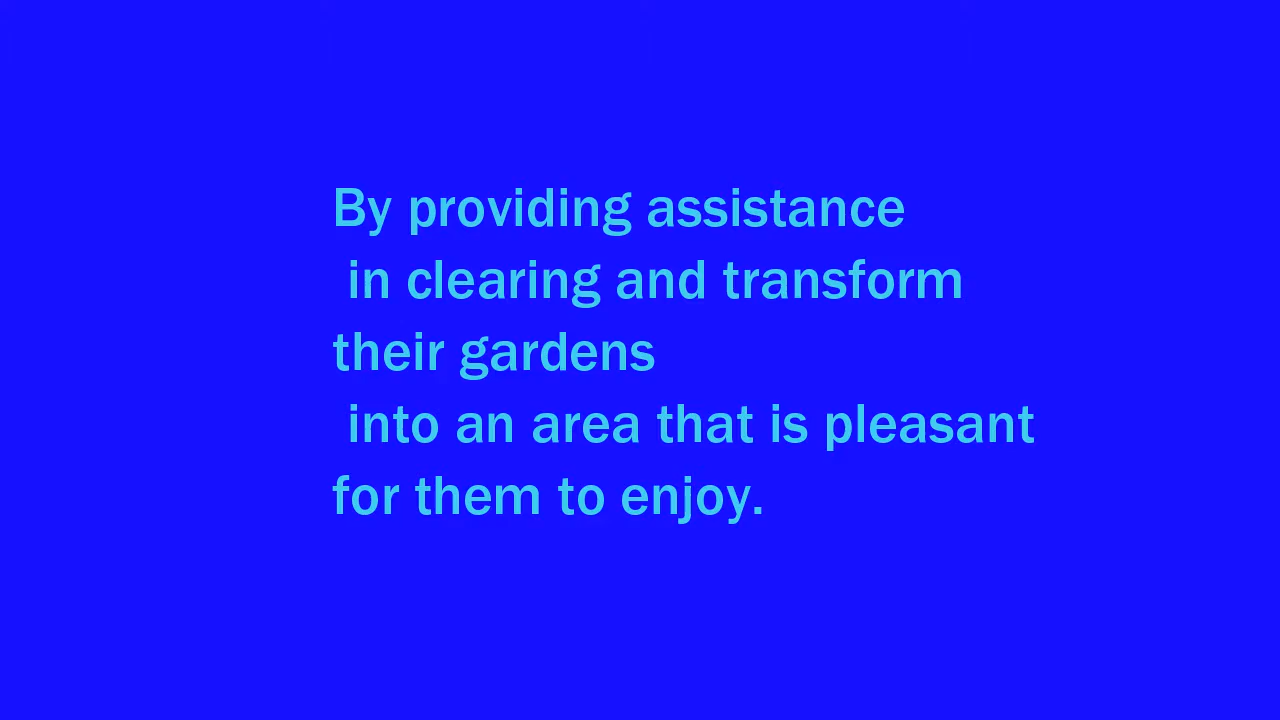 By providing assistance
in clearing and transform
their gardens
into an area that is pleasant
for them to enjoy.